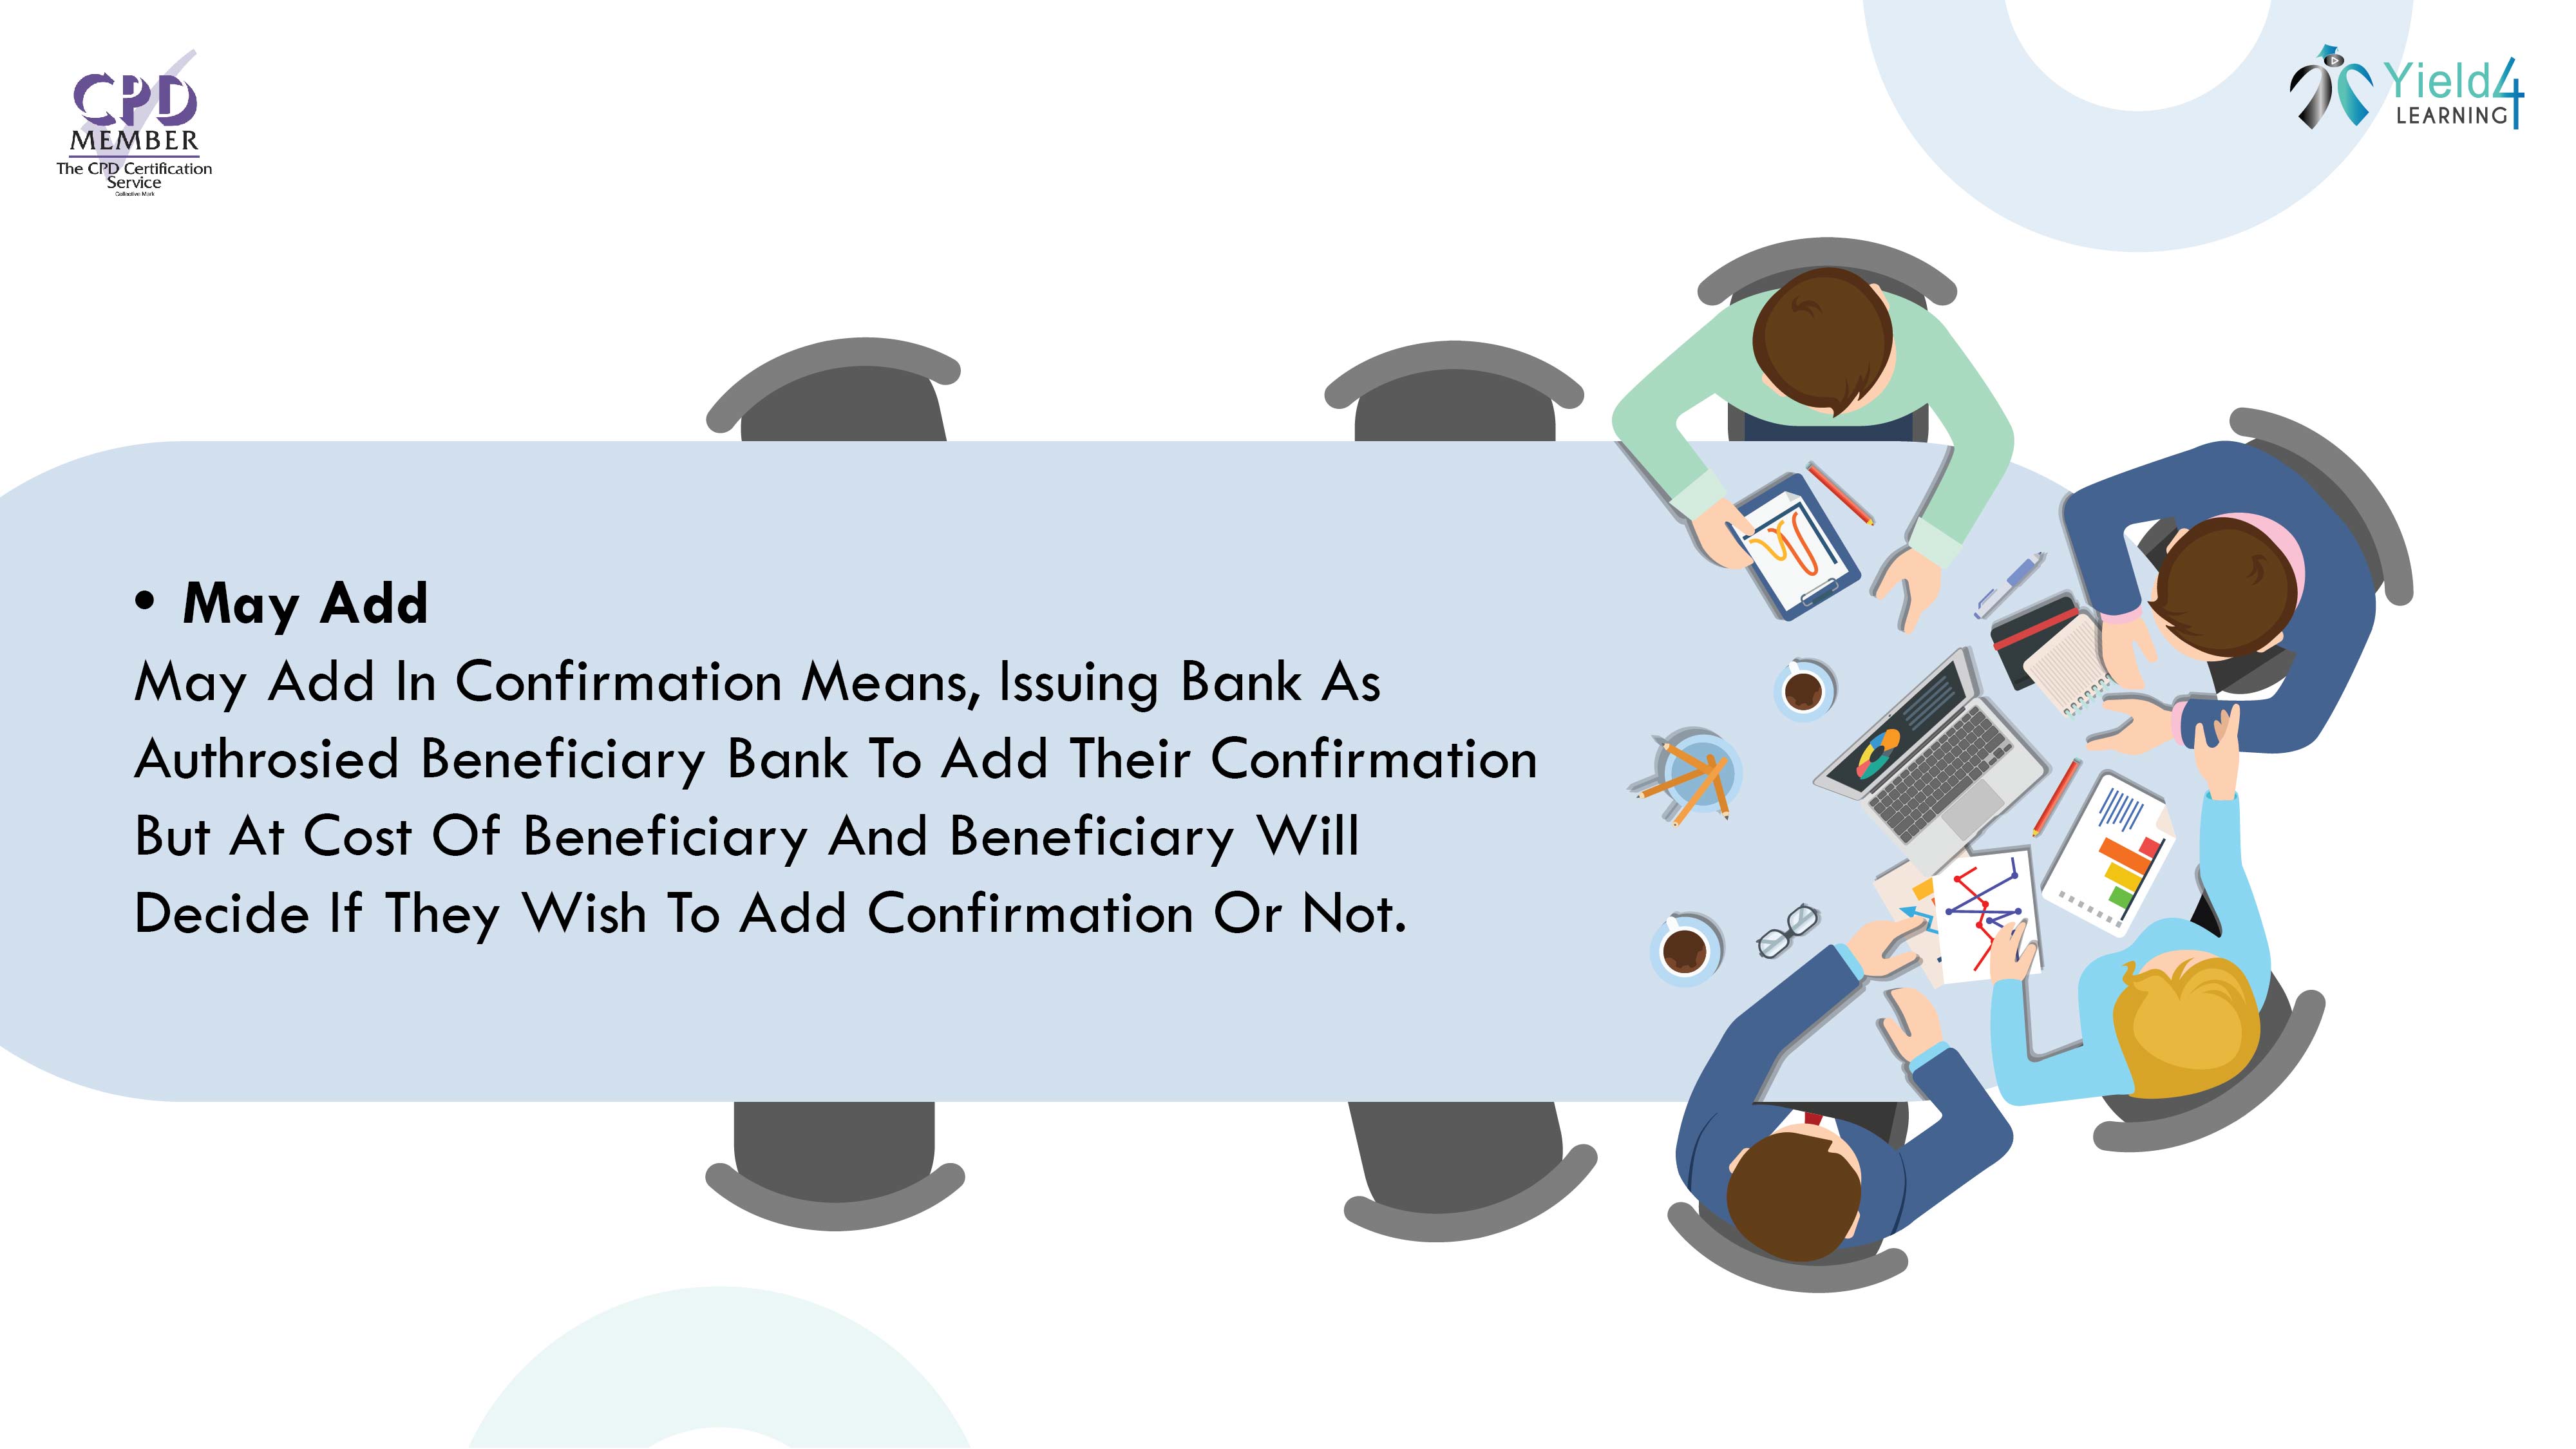 CPD
MEMBER
The CPD Certification
Service
Collective Mark
Yield4
LEARNING
• May Add
May Add In Confirmation Means, Issuing Bank As
Authrosied Beneficiary Bank To Add Their Confirmation
But At Cost Of Beneficiary And Beneficiary Will
Decide If They Wish To Add Confirmation Or Not.